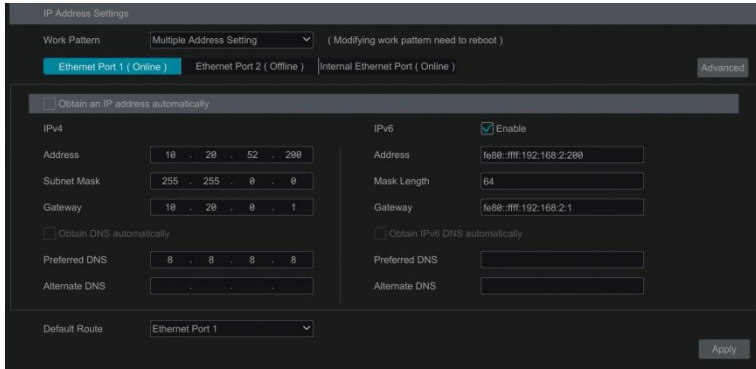 IP Address Settings
Work Pattern Multiple Address Setting ( Modifying work pattern need to reboot )
Ethernet Port 1 ( Online ) Ethernet Port 2 ( Offline ) Internal Ethernet Port ( Online ) Advanced
Obtain an IP address automatically
IPv4 IPv6 Enable
Address 10 . 20 . 52 . 200 Address fe80::ffff:192:168:2:200
Subnet Mask 255 . 255 . 0 . 0 Mask Length 64
Gateway 10 . 20 . 0 . 1 Gateway fe80::ffff:192:168:2:1
Obtain DNS automatically Obtain IPv6 DNS automatically
Preferred DNS 8 . 8 . 8 . 8 Preferred DNS
Alternate DNS . . . Alternate DNS
Default Route Ethernet Port 1
Apply